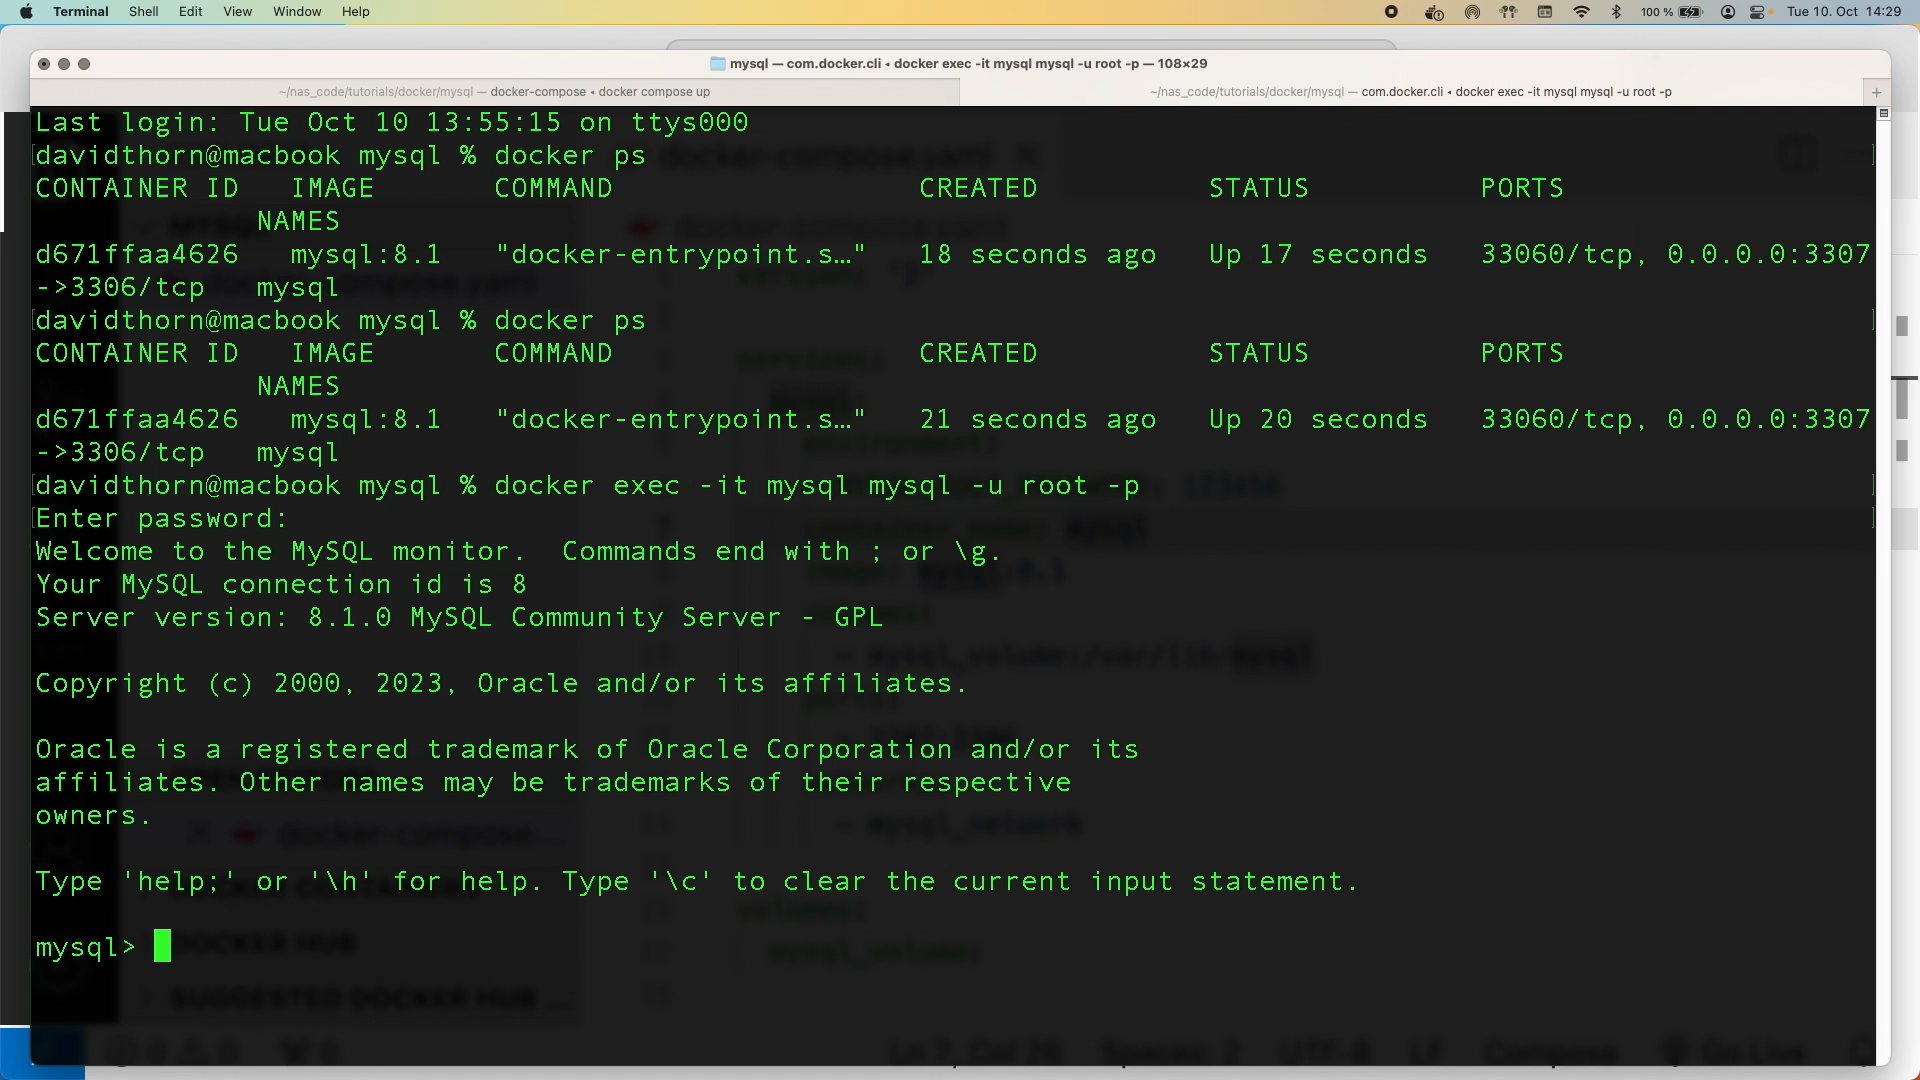 Terminal Shell Edit View Window Help 100 % Tue 10. Oct 14:29
mysql — com.docker.cli ◂ docker exec -it mysql mysql -u root -p — 108×29
~/nas_code/tutorials/docker/mysql — docker-compose ◂ docker compose up
~/nas_code/tutorials/docker/mysql — com.docker.cli ◂ docker exec -it mysql mysql -u root -p
Last login: Tue Oct 10 13:55:15 on ttys000
davidthorn@macbook mysql % docker ps
CONTAINER ID   IMAGE       COMMAND                  CREATED          STATUS          PORTS
             NAMES
d671ffaa4626   mysql:8.1   "docker-entrypoint.s…"   18 seconds ago   Up 17 seconds   33060/tcp, 0.0.0.0:3307
->3306/tcp   mysql
davidthorn@macbook mysql % docker ps
CONTAINER ID   IMAGE       COMMAND                  CREATED          STATUS          PORTS
             NAMES
d671ffaa4626   mysql:8.1   "docker-entrypoint.s…"   21 seconds ago   Up 20 seconds   33060/tcp, 0.0.0.0:3307
->3306/tcp   mysql
davidthorn@macbook mysql % docker exec -it mysql mysql -u root -p
Enter password:
Welcome to the MySQL monitor.  Commands end with ; or \g.
Your MySQL connection id is 8
Server version: 8.1.0 MySQL Community Server - GPL
Copyright (c) 2000, 2023, Oracle and/or its affiliates.
Oracle is a registered trademark of Oracle Corporation and/or its
affiliates. Other names may be trademarks of their respective
owners.
Type 'help;' or '\h' for help. Type '\c' to clear the current input statement.
mysql>